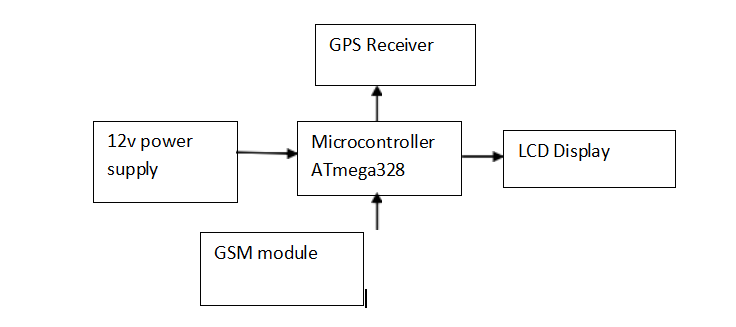 GPS Receiver
12v power
supply
Microcontroller
ATmega328
LCD Display
GSM module